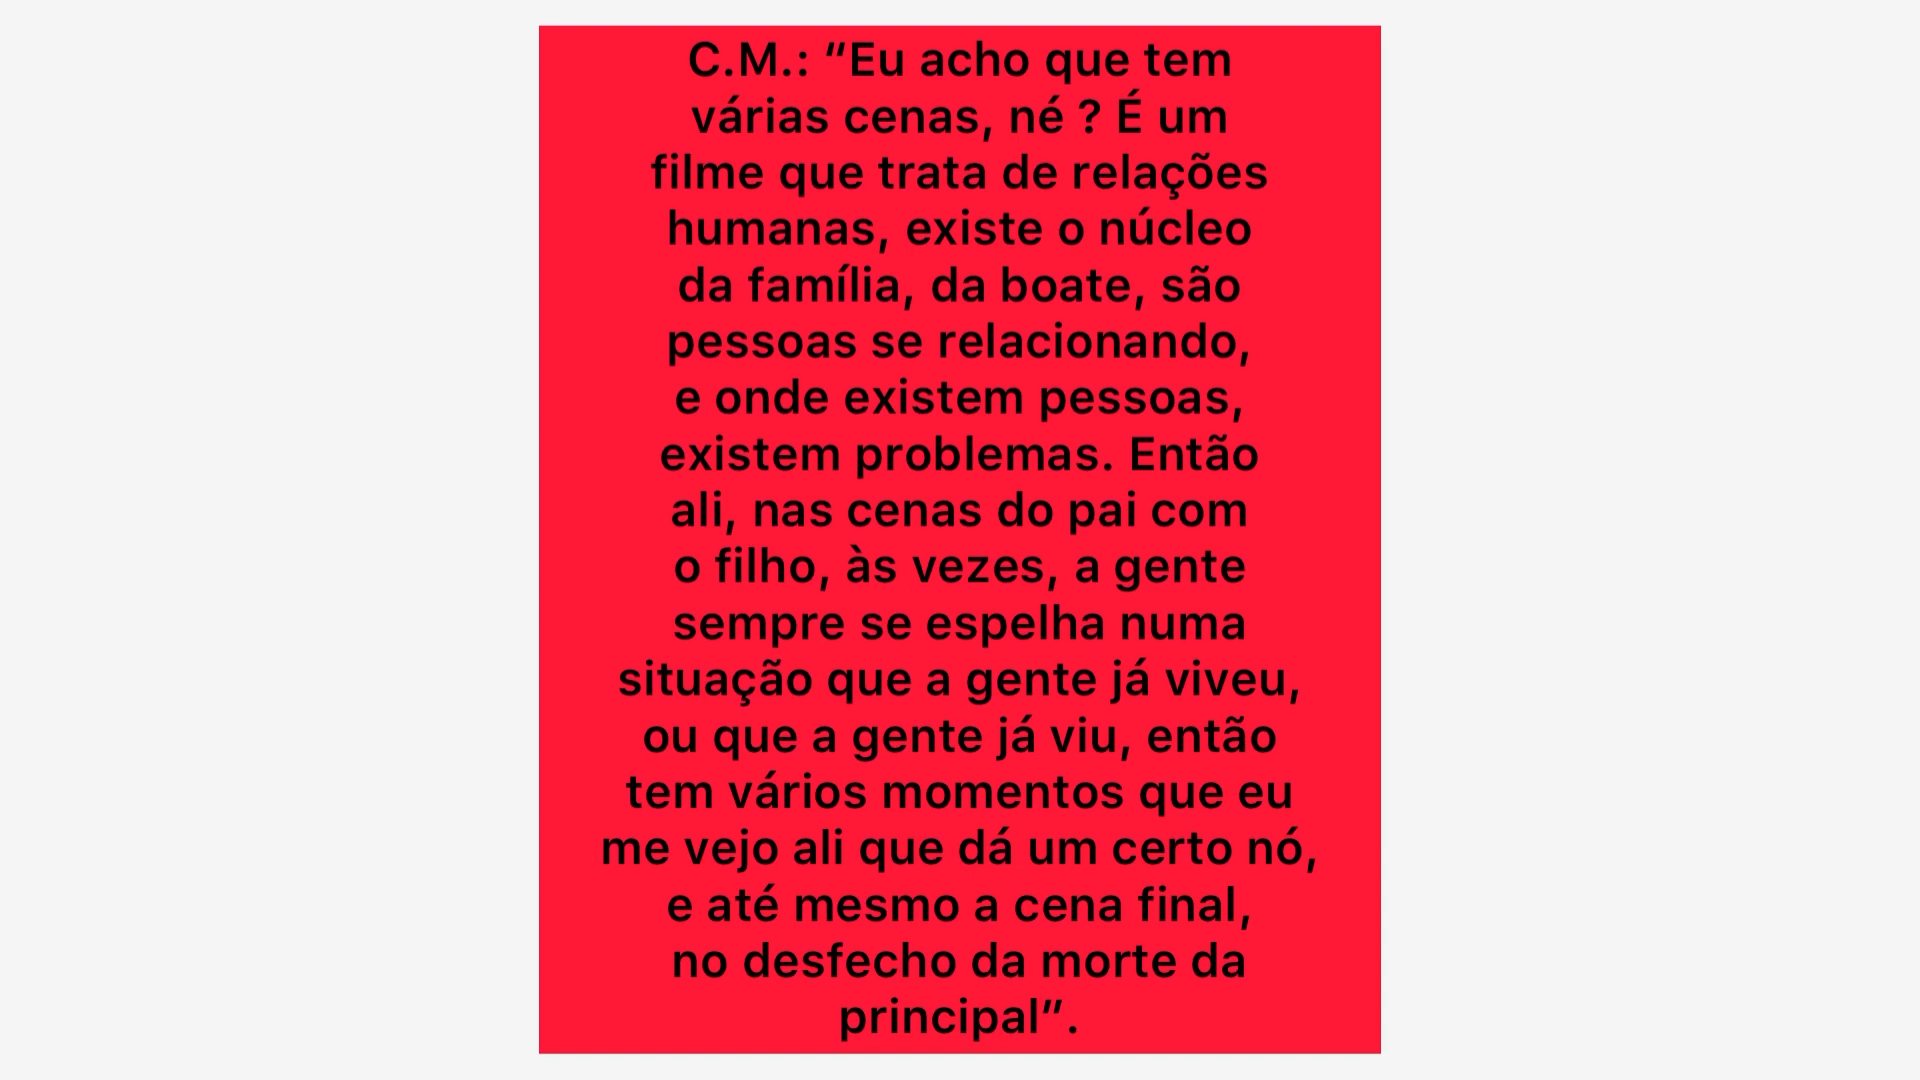 C.M.: “Eu acho que tem
várias cenas, né ? É um
filme que trata de relações
humanas, existe o núcleo
da família, da boate, são
pessoas se relacionando,
e onde existem pessoas,
existem problemas. Então
ali, nas cenas do pai com
o filho, às vezes, a gente
sempre se espelha numa
situação que a gente já viveu,
ou que a gente já viu, então
tem vários momentos que eu
me vejo ali que dá um certo nó,
e até mesmo a cena final,
no desfecho da morte da
principal”.